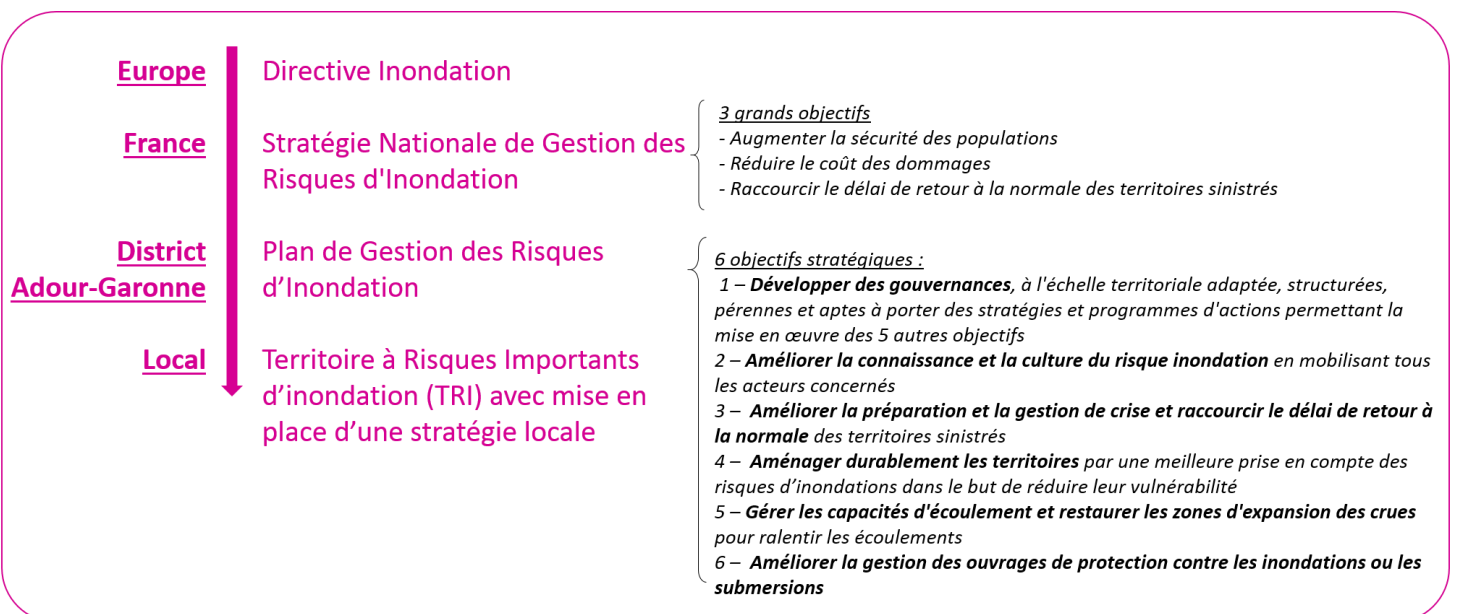 Europe
Directive Inondation
France
Stratégie Nationale de Gestion des
Risques d'Inondation
3 grands objectifs
- Augmenter la sécurité des populations
- Réduire le coût des dommages
- Raccourcir le délai de retour à la normale des territoires sinistrés
District
Adour-Garonne
Plan de Gestion des Risques
d’Inondation
6 objectifs stratégiques :
1 – Développer des gouvernances, à l'échelle territoriale adaptée, structurées,
pérennes et aptes à porter des stratégies et programmes d'actions permettant la
mise en œuvre des 5 autres objectifs
2 – Améliorer la connaissance et la culture du risque inondation en mobilisant tous
les acteurs concernés
3 – Améliorer la préparation et la gestion de crise et raccourcir le délai de retour à
la normale des territoires sinistrés
4 – Aménager durablement les territoires par une meilleure prise en compte des
risques d’inondations dans le but de réduire leur vulnérabilité
5 – Gérer les capacités d'écoulement et restaurer les zones d'expansion des crues
pour ralentir les écoulements
6 – Améliorer la gestion des ouvrages de protection contre les inondations ou les
submersions
Local
Territoire à Risques Importants
d’inondation (TRI) avec mise en
place d’une stratégie locale